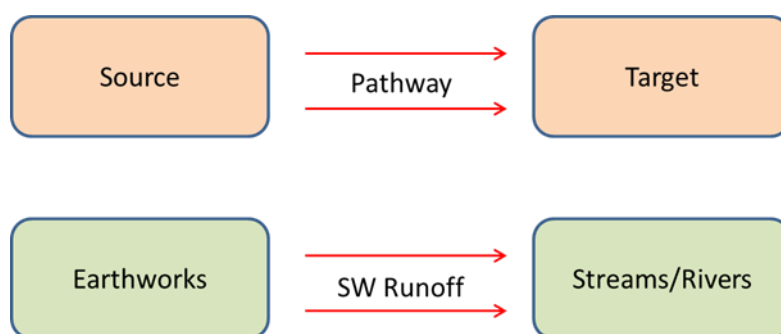 Source
Pathway
Target
Earthworks
SW Runoff
Streams/Rivers